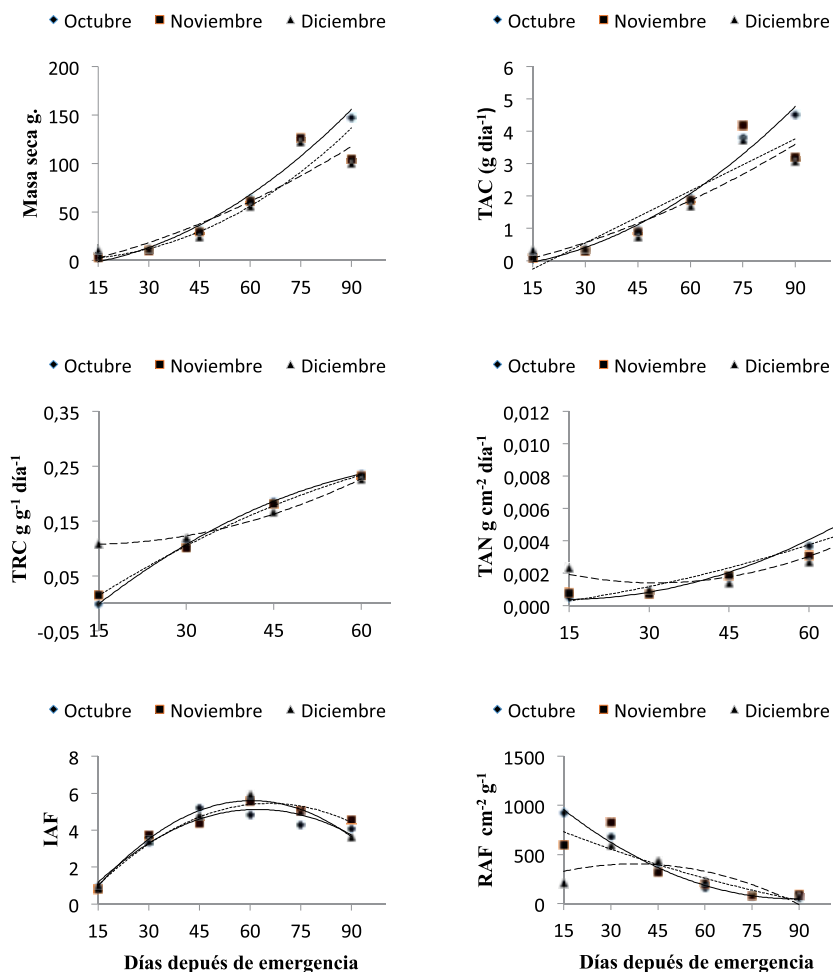 Octubre Noviembre Diciembre
Masa seca g.
200
150
100
50
0
15 30 45 60 75 90
Octubre Noviembre Diciembre
TAC (g dia⁻¹)
6
5
4
3
2
1
0
15 30 45 60 75 90
Octubre Noviembre Diciembre
TRC g g⁻¹ día⁻¹
0,35
0,25
0,15
0,05
-0,05
15 30 45 60
Octubre Noviembre Diciembre
TAN g cm⁻² día⁻¹
0,012
0,010
0,008
0,006
0,004
0,002
0,000
15 30 45 60
Octubre Noviembre Diciembre
IAF
8
6
4
2
0
15 30 45 60 75 90
Días depués de emergencia
Octubre Noviembre Diciembre
RAF cm⁻² g⁻¹
1500
1000
500
0
15 30 45 60 75 90
Días depués de emergencia